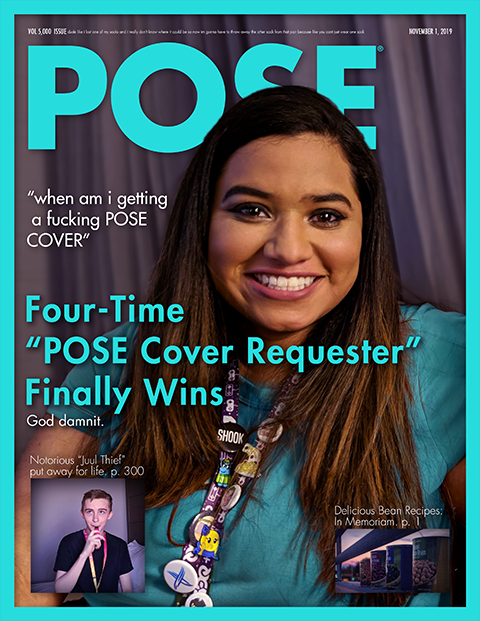 VOL 5,000 ISSUE dude like i lost one of my socks and i really don't know where it could be so now im gonna have to throw away the other sock from that pair because like you cant just wear one sock
NOVEMBER 1, 2019
POSE®
“when am i getting
a fucking POSE
COVER”
Four-Time
“POSE Cover Requester”
Finally Wins
God damnit.
SHOOK
Notorious “Juul Thief”
put away for life, p. 300
Delicious Bean Recipes:
In Memoriam, p. 1